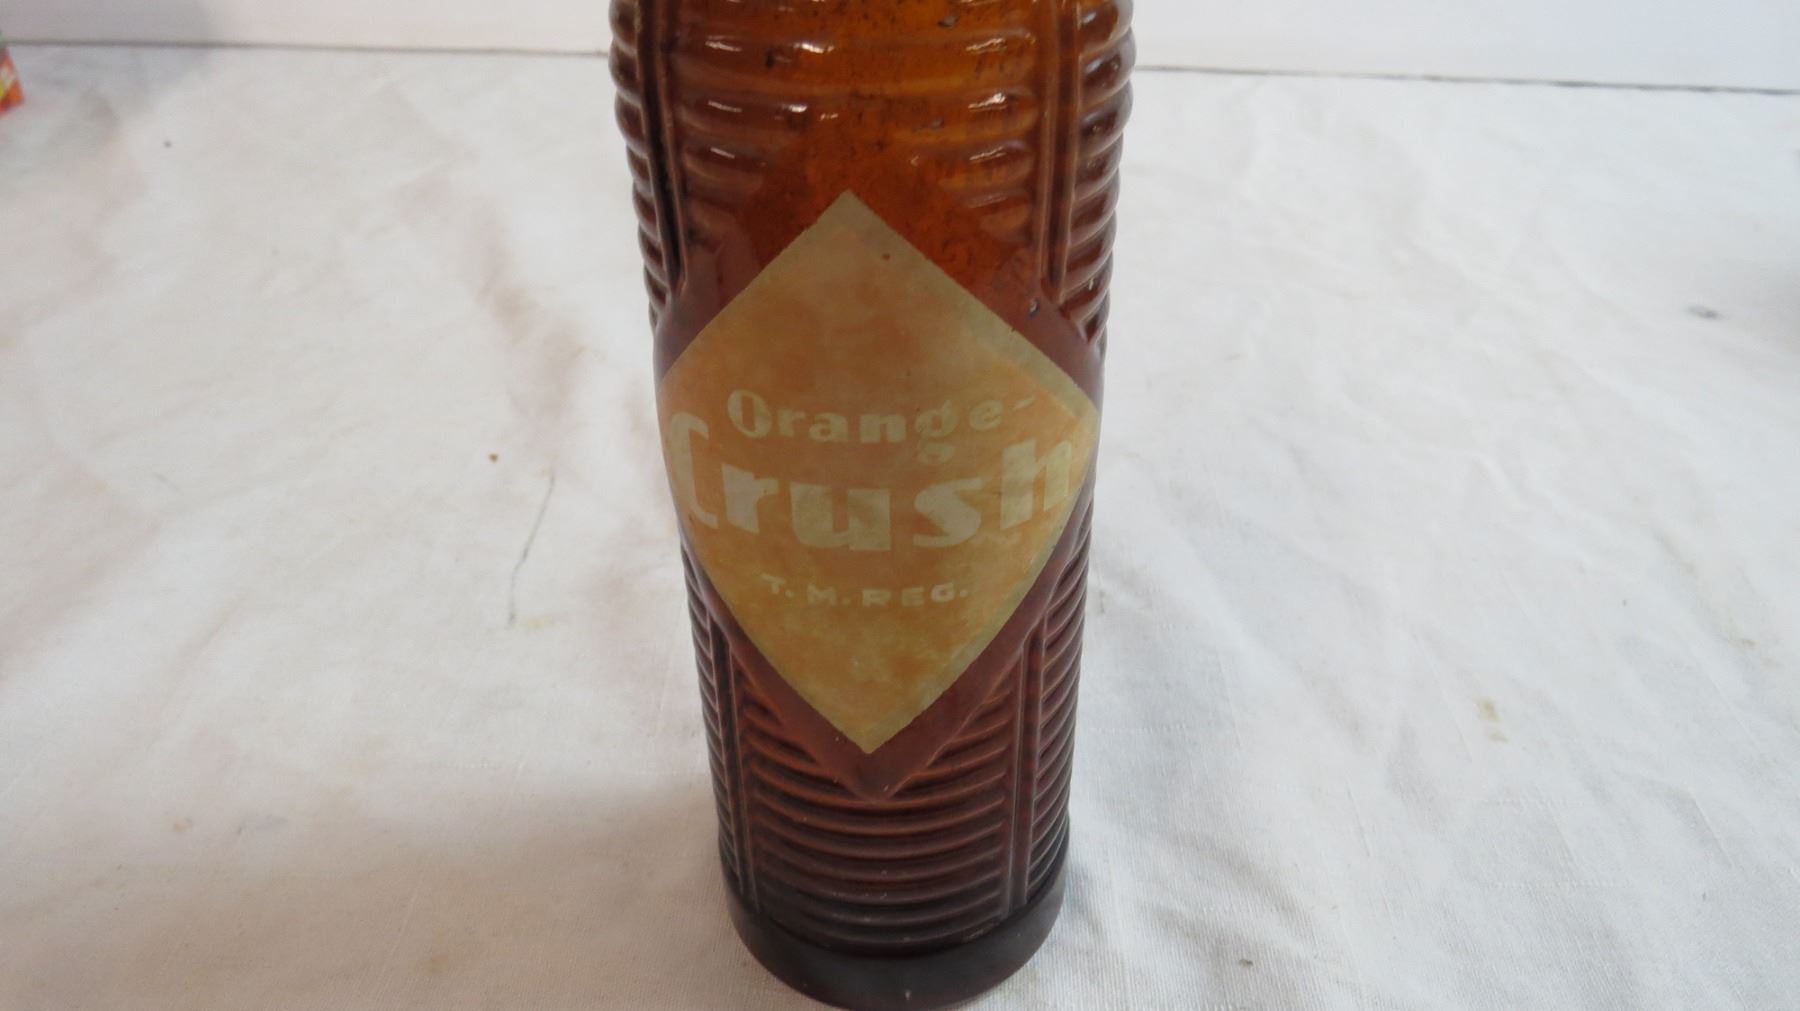 Orange-
Crush
T.M.REG.